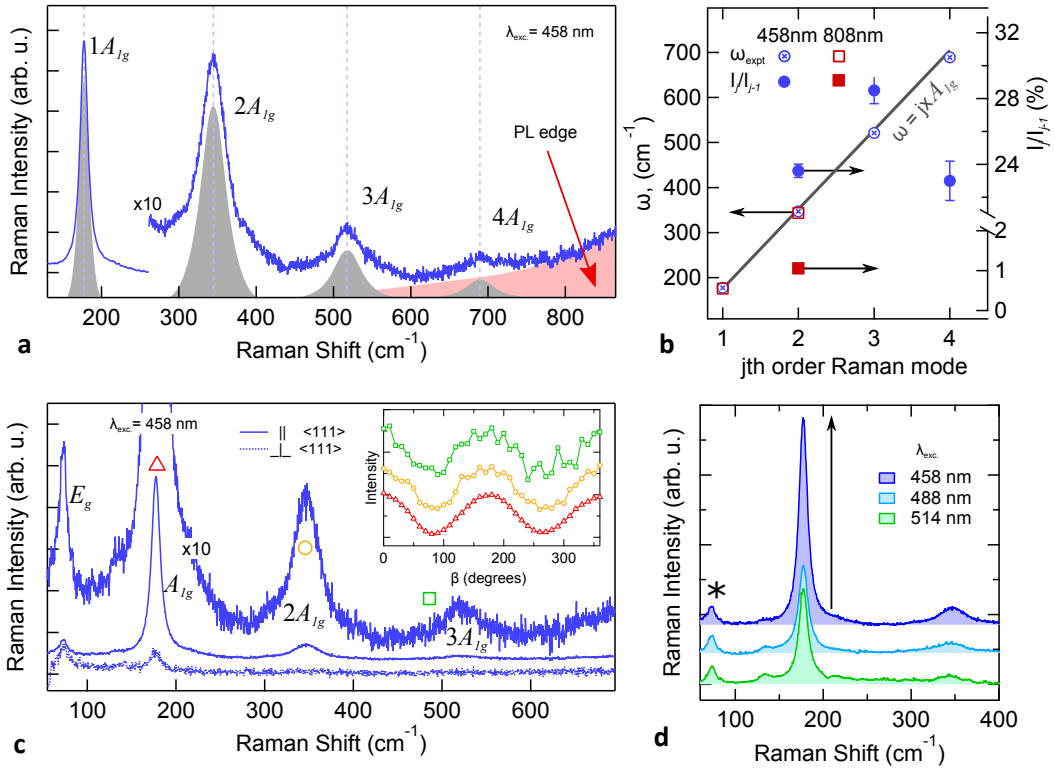 Raman Intensity (arb. u.)
1A1g
2A1g
3A1g
4A1g
x10
λexc.= 458 nm
PL edge
200 300 400 500 600 700 800
Raman Shift (cm-1)
a
458nm 808nm
ωexpt
Ij/Ij-1
ω = jxA1g
ω, (cm-1)
700
600
500
400
300
200
Ij/Ij-1 (%)
32
28
24
2
1
0
1 2 3 4
jth order Raman mode
b
Raman Intensity (arb. u.)
λexc.= 458 nm
|| <111>
_|_ <111>
Eg
x10
A1g
2A1g
3A1g
Intensity
0 100 200 300
β (degrees)
100 200 300 400 500 600
Raman Shift (cm-1)
c
Raman Intensity (arb. u.)
λexc.
458 nm
488 nm
514 nm
*
100 200 300 400
Raman Shift (cm-1)
d